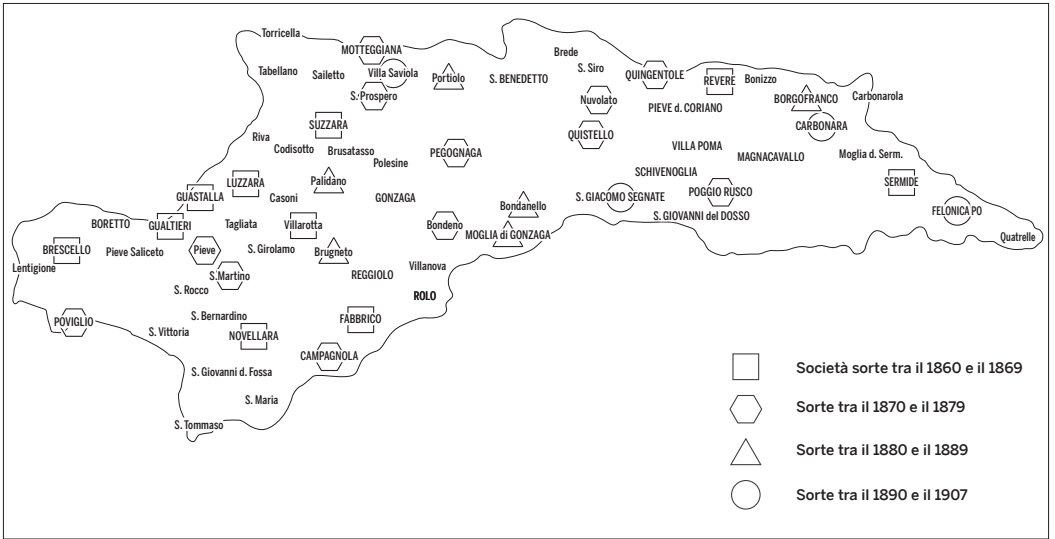 Torricella
MOTTEGGIANA
Brede
Tabellano
Sailetto
Villa Saviola
Portiolo
S. BENEDETTO
S. Siro
QUINGENTOLE
REVERE
Bonizzo
S. Prospero
Nuvolato
PIEVE d. CORIANO
BORGOFRANCO
Carbonarola
SUZZARA
CARBONARA
Riva
Codisotto
Brusatasso
Polesine
PEGOGNAGA
QUISTELLO
VILLA POMA
MAGNACAVALLO
Moglia d. Serm.
SCHIVENOGLIA
GUASTALLA
LUZZARA
Palidano
Casoni
GONZAGA
Bondanello
S. GIACOMO SEGNATE
POGGIO RUSCO
SERMIDE
S. GIOVANNI del DOSSO
FELONICA PO
BORETTO
GUALTIERI
Tagliata
Villarotta
Bondeno
MOGLIA di GONZAGA
Quatrelle
BRESCELLO
Pieve Saliceto
Pieve
S. Girolamo
Brugneto
Lentigione
S. Martino
REGGIOLO
Villanova
S. Rocco
ROLO
POVIGLIO
S. Bernardino
FABBRICO
S. Vittoria
NOVELLARA
CAMPAGNOLA
S. Giovanni d. Fossa
S. Maria
S. Tommaso
Società sorte tra il 1860 e il 1869
Sorte tra il 1870 e il 1879
Sorte tra il 1880 e il 1889
Sorte tra il 1890 e il 1907